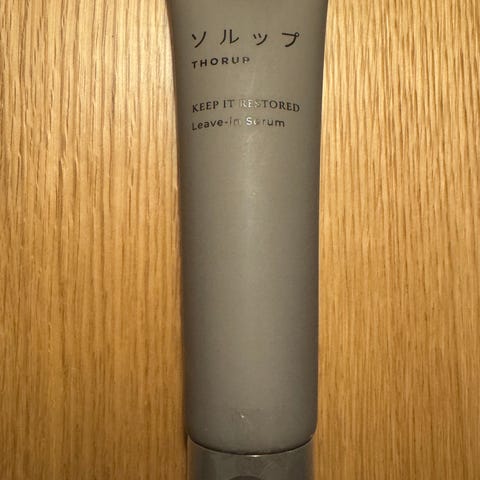 ソルップ
THORUP
KEEP IT RESTORED
Leave-in Serum